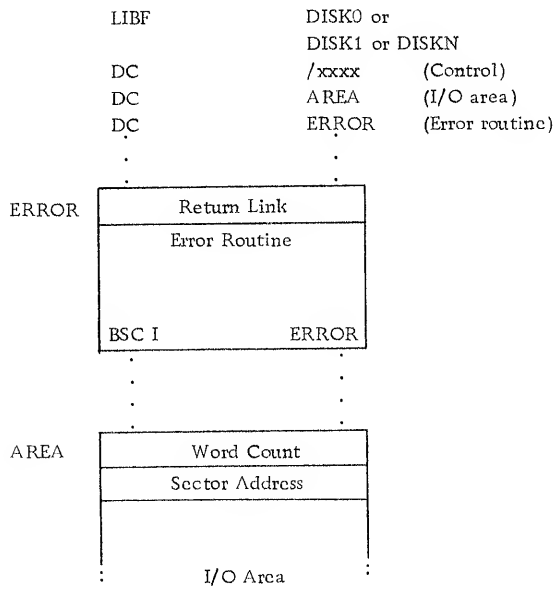 LIBF DISK0 or
DISK1 or DISKN
DC /xxxx (Control)
DC AREA (I/O area)
DC ERROR (Error routine)
ERROR Return Link
Error Routine
BSC I ERROR
AREA Word Count
Sector Address
I/O Area